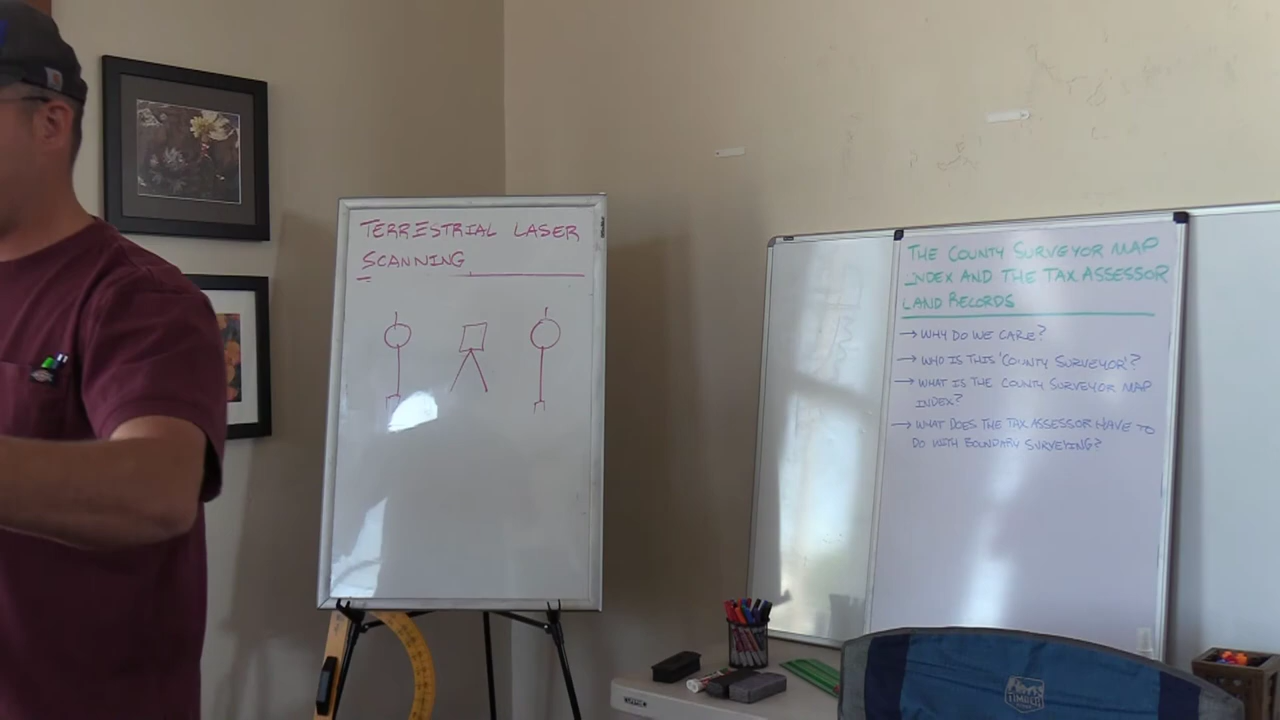 TERRESTRIAL LASER
SCANNING
THE COUNTY SURVEYOR MAP
INDEX AND THE TAX ASSESSOR
LAND RECORDS
→ WHY DO WE CARE?
→ WHO IS THIS 'COUNTY SURVEYOR'?
→ WHAT IS THE COUNTY SURVEYOR MAP
INDEX?
→ WHAT DOES THE TAX ASSESSOR HAVE TO
DO WITH BOUNDARY SURVEYING?